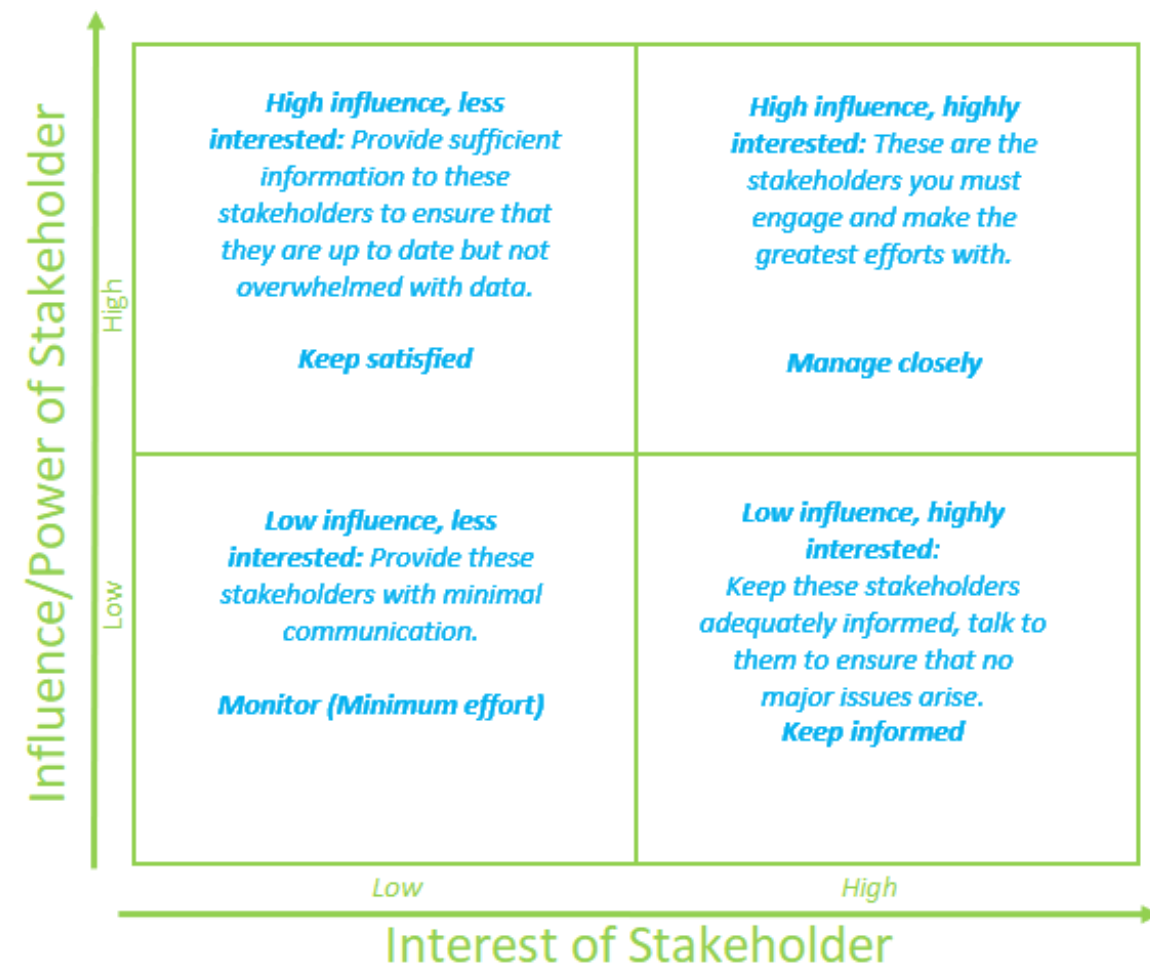 Influence/Power of Stakeholder
High
Low
High influence, less
interested: Provide sufficient
information to these
stakeholders to ensure that
they are up to date but not
overwhelmed with data.
Keep satisfied
High influence, highly
interested: These are the
stakeholders you must
engage and make the
greatest efforts with.
Manage closely
Low influence, less
interested: Provide these
stakeholders with minimal
communication.
Monitor (Minimum effort)
Low influence, highly
interested:
Keep these stakeholders
adequately informed, talk to
them to ensure that no
major issues arise.
Keep informed
Low
High
Interest of Stakeholder